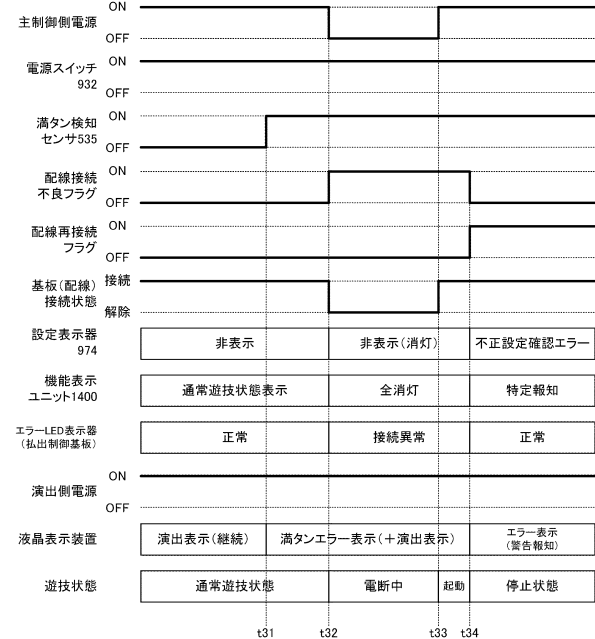 ON
主制御側電源
OFF
ON
電源スイッチ
932
OFF
ON
満タン検知
センサ535
OFF
ON
配線接続
不良フラグ
OFF
ON
配線再接続
フラグ
OFF
接続
基板(配線)
接続状態
解除
設定表示器
974
非表示
非表示(消灯)
不正設定確認エラー
機能表示
ユニット1400
通常遊技状態表示
全消灯
特定報知
エラーLED表示器
(払出制御基板)
正常
接続異常
正常
ON
演出側電源
OFF
液晶表示装置
演出表示(継続)
満タンエラー表示(+演出表示)
エラー表示
(警告報知)
遊技状態
通常遊技状態
電断中
起動
停止状態
t31
t32
t33
t34